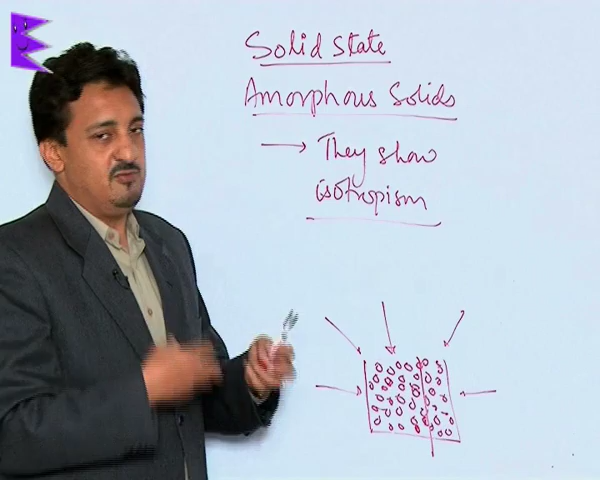 Solid state
Amorphous Solids
→ They show
isotropism